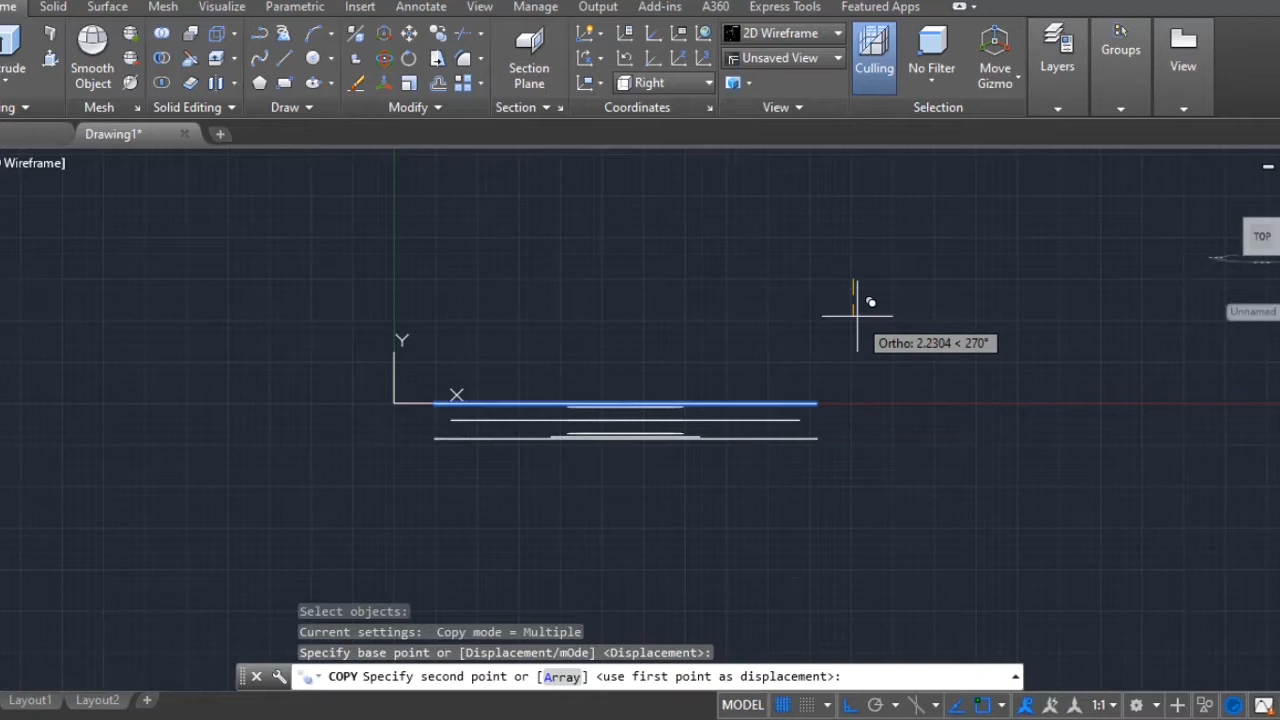 me Solid Surface Mesh Visualize Parametric Insert Annotate View Manage Output Add-ins A360 Express Tools Featured Apps
2D Wireframe
Unsaved View
rude Smooth Object Section Plane Right Culling No Filter Move Gizmo Layers Groups View
ng Mesh Solid Editing Draw Modify Section Coordinates View Selection
Drawing1*
D Wireframe]
TOP
Unnamed
Ortho: 2.2304 < 270°
Y
X
Select objects:
Current settings: Copy mode = Multiple
Specify base point or [Displacement/mOde] <Displacement>:
COPY Specify second point or [Array] <use first point as displacement>:
Layout1 Layout2 + MODEL 1:1